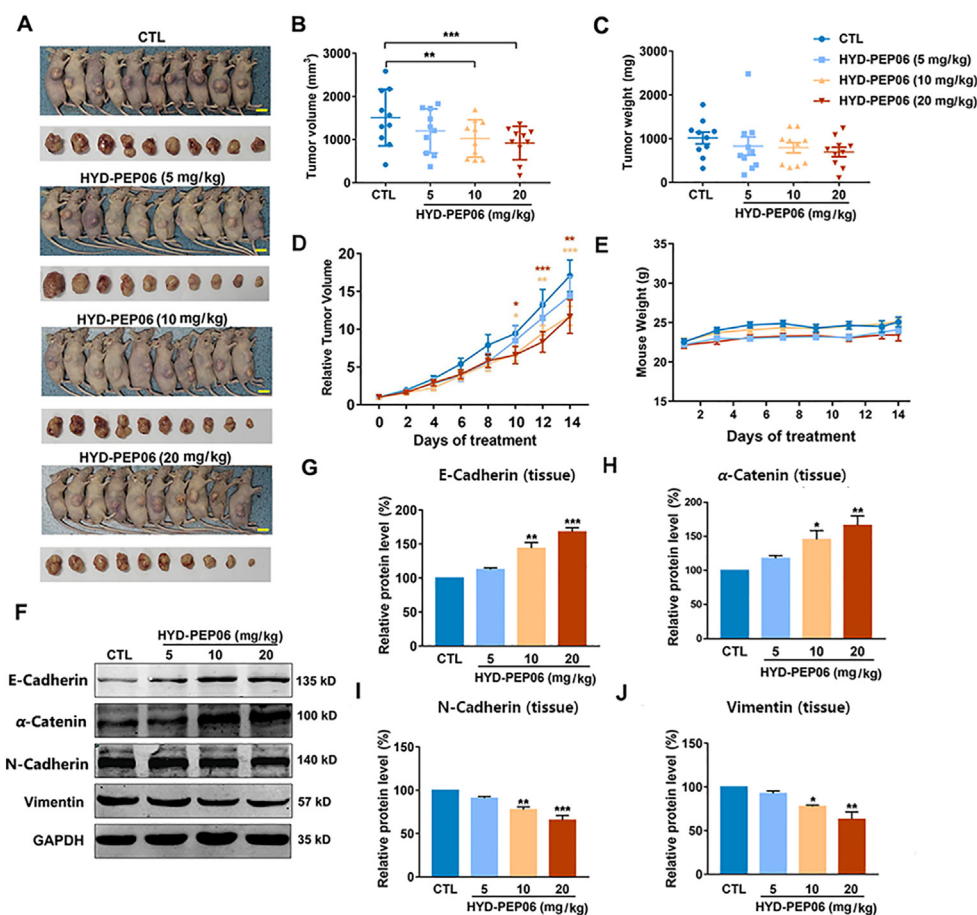 A
CTL
HYD-PEP06 (5 mg/kg)
HYD-PEP06 (10 mg/kg)
HYD-PEP06 (20 mg/kg)
B
***
**
Tumor volume (mm3)
3000
2000
1000
0
CTL 5 10 20
HYD-PEP06 (mg/kg)
C
CTL
HYD-PEP06 (5 mg/kg)
HYD-PEP06 (10 mg/kg)
HYD-PEP06 (20 mg/kg)
Tumor weight (mg)
3000
2000
1000
0
CTL 5 10 20
HYD-PEP06 (mg/kg)
D
Relative Tumor Volume
20
15
10
5
0
* *** **
* ** ***
0 2 4 6 8 10 12 14
Days of treatment
E
Mouse Weight (g)
35
30
25
20
15
10
2 4 6 8 10 12 14
Days of treatment
F
HYD-PEP06 (mg/kg)
CTL 5 10 20
E-Cadherin 135 kD
α-Catenin 100 kD
N-Cadherin 140 kD
Vimentin 57 kD
GAPDH 35 kD
G
E-Cadherin (tissue)
Relative protein level (%)
200
150
100
50
0
** ***
CTL 5 10 20
HYD-PEP06 (mg/kg)
H
α-Catenin (tissue)
Relative protein level (%)
200
150
100
50
0
* **
CTL 5 10 20
HYD-PEP06 (mg/kg)
I
N-Cadherin (tissue)
Relative protein level (%)
150
100
50
0
** ***
CTL 5 10 20
HYD-PEP06 (mg/kg)
J
Vimentin (tissue)
Relative protein level (%)
150
100
50
0
* **
CTL 5 10 20
HYD-PEP06 (mg/kg)